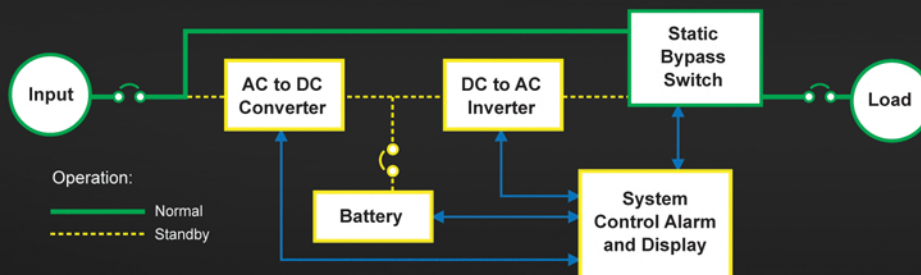 Input
AC to DC
Converter
DC to AC
Inverter
Static
Bypass
Switch
Load
Operation:
Normal
Standby
Battery
System
Control Alarm
and Display